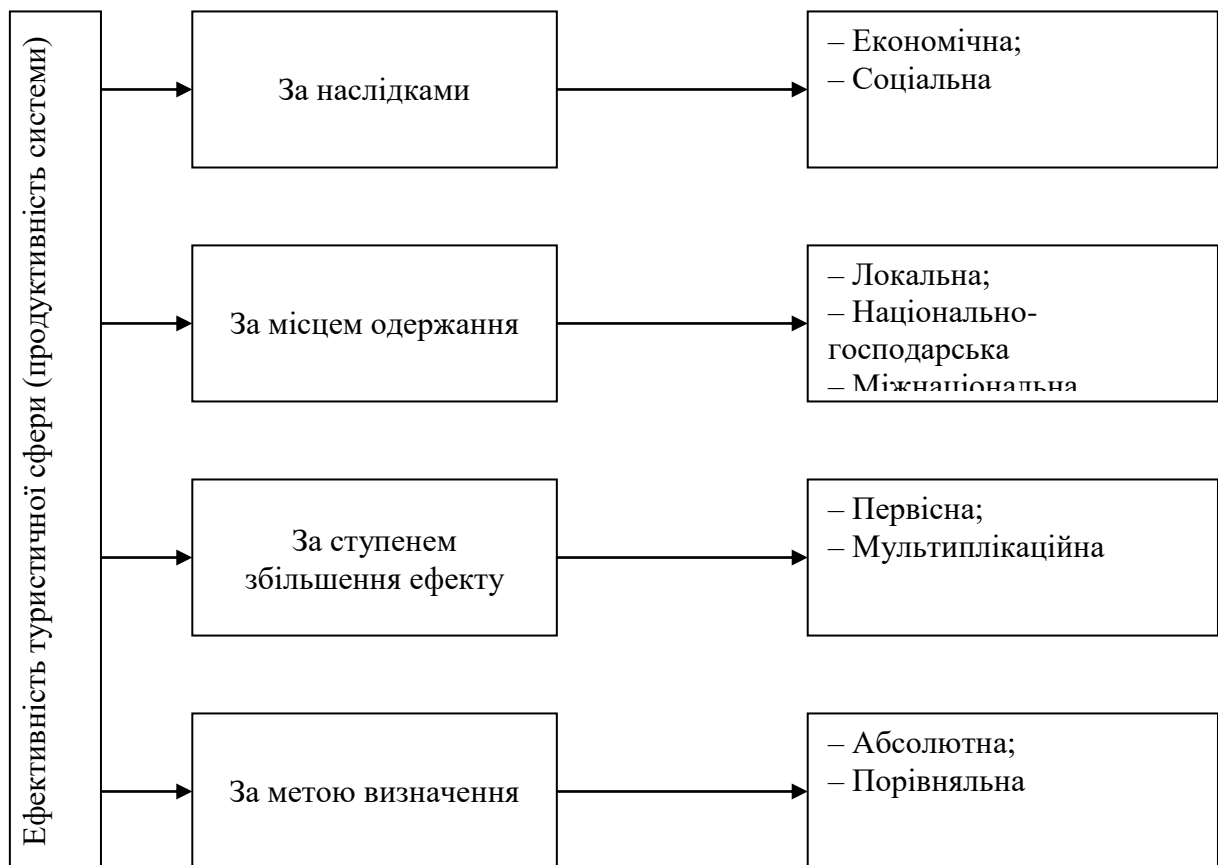 Ефективність туристичної сфери (продуктивність системи)
За наслідками
– Економічна;
– Соціальна
За місцем одержання
– Локальна;
– Національно-
господарська
– Міжнаціональна
За ступенем
збільшення ефекту
– Первісна;
– Мультиплікаційна
За метою визначення
– Абсолютна;
– Порівняльна